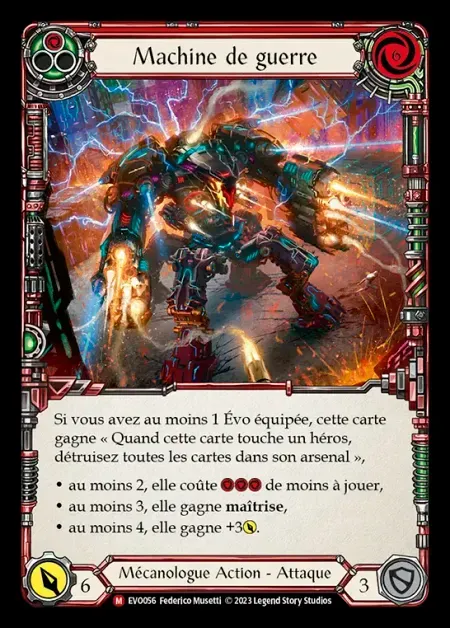 Machine de guerre
6
Si vous avez au moins 1 Évo équipée, cette carte
gagne « Quand cette carte touche un héros,
détruisez toutes les cartes dans son arsenal »,
• au moins 2, elle coûte de moins à jouer,
• au moins 3, elle gagne maîtrise,
• au moins 4, elle gagne +3.
6
Mécanologue Action - Attaque
3
M EVO056 Federico Musetti © 2023 Legend Story Studios